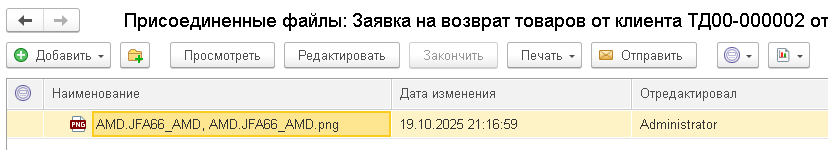 Присоединенные файлы: Заявка на возврат товаров от клиента ТД00-000002 от
Добавить Просмотреть Редактировать Закончить Печать Отправить
Наименование Дата изменения Отредактировал
PNG AMD.JFA66_AMD, AMD.JFA66_AMD.png 19.10.2025 21:16:59 Administrator